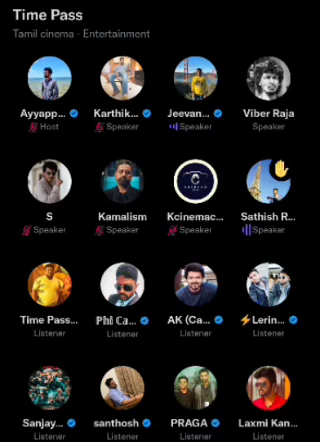 Time Pass
Tamil cinema · Entertainment
Ayyapp... Karthik... Jeevan... Viber Raja
Host Speaker Speaker Speaker
S Kamalism Kcinemac... Sathish R...
Speaker Speaker Speaker Speaker
Time Pass... Phő Ca... AK (Ca... ⚡Lerin...
Listener Listener Listener Listener
Sanjay... santhosh PRAGA Laxmi Kan...
Listener Listener Listener Listener